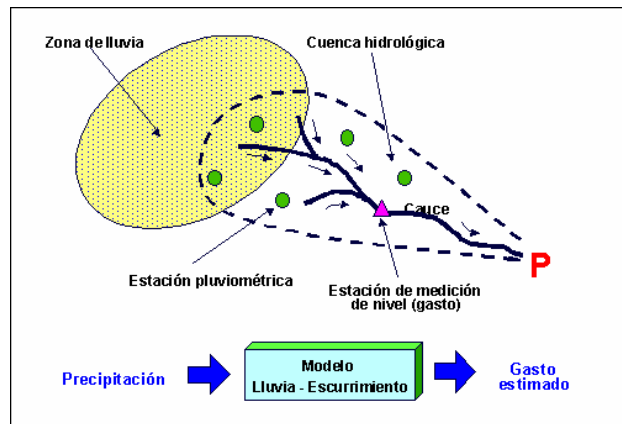 Zona de lluvia
Cuenca hidrológica
Cauce
P
Estación pluviométrica
Estación de medición
de nivel (gasto)
Precipitación
Modelo
Lluvia - Escurrimiento
Gasto
estimado